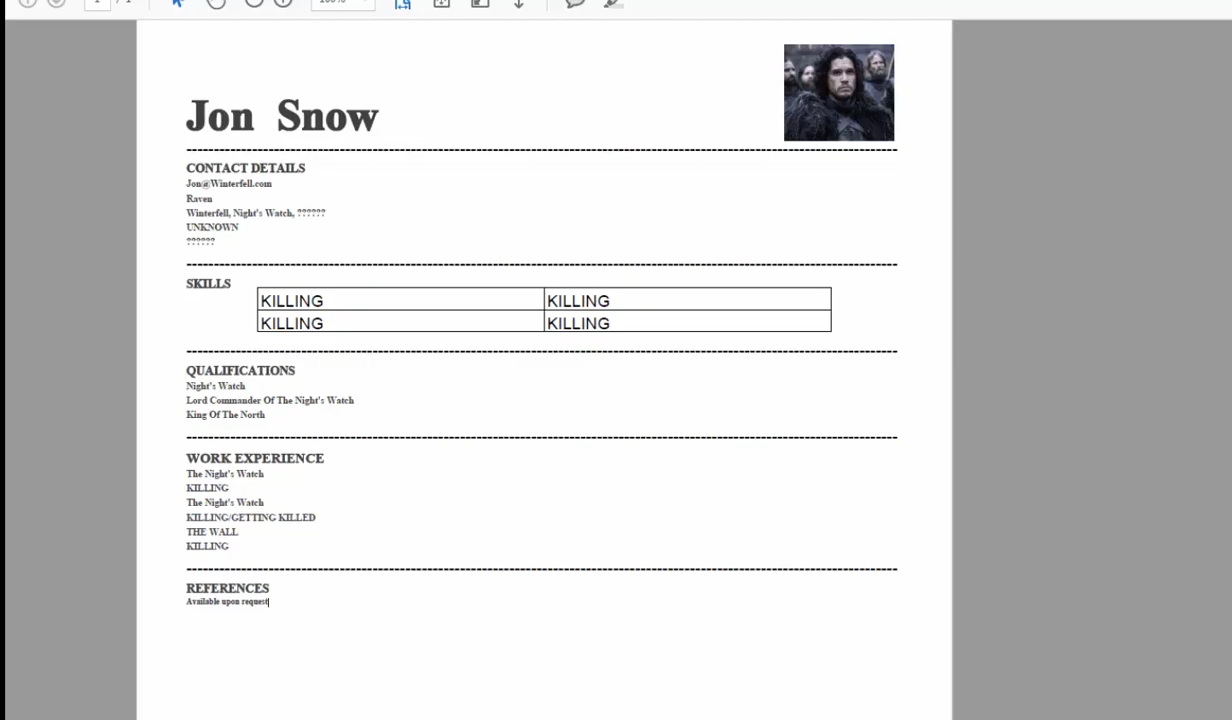 Jon Snow
CONTACT DETAILS
Jon@Winterfell.com
Raven
Winterfell, Night's Watch, ??????
UNKNOWN
??????
SKILLS
KILLING KILLING
KILLING KILLING
QUALIFICATIONS
Night's Watch
Lord Commander Of The Night's Watch
King Of The North
WORK EXPERIENCE
The Night's Watch
KILLING
The Night's Watch
KILLING/GETTING KILLED
THE WALL
KILLING
REFERENCES
Available upon request